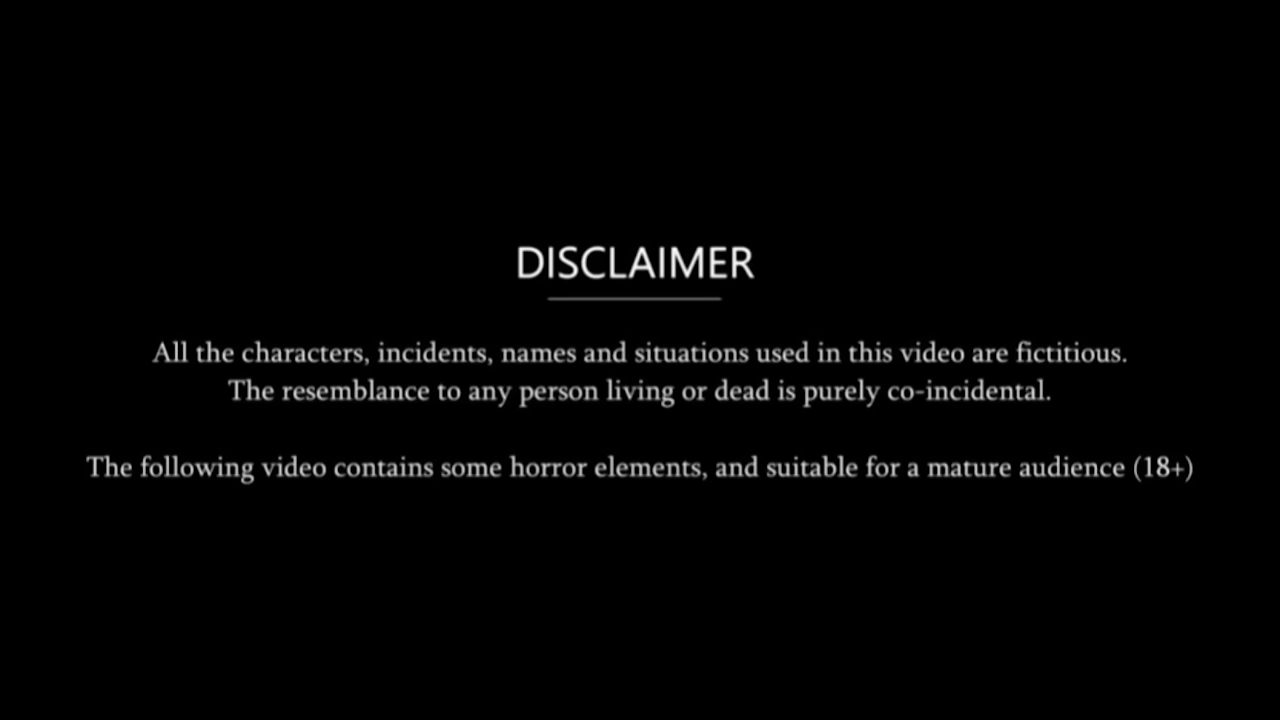 DISCLAIMER
All the characters, incidents, names and situations used in this video are fictitious.
The resemblance to any person living or dead is purely co-incidental.
The following video contains some horror elements, and suitable for a mature audience (18+)